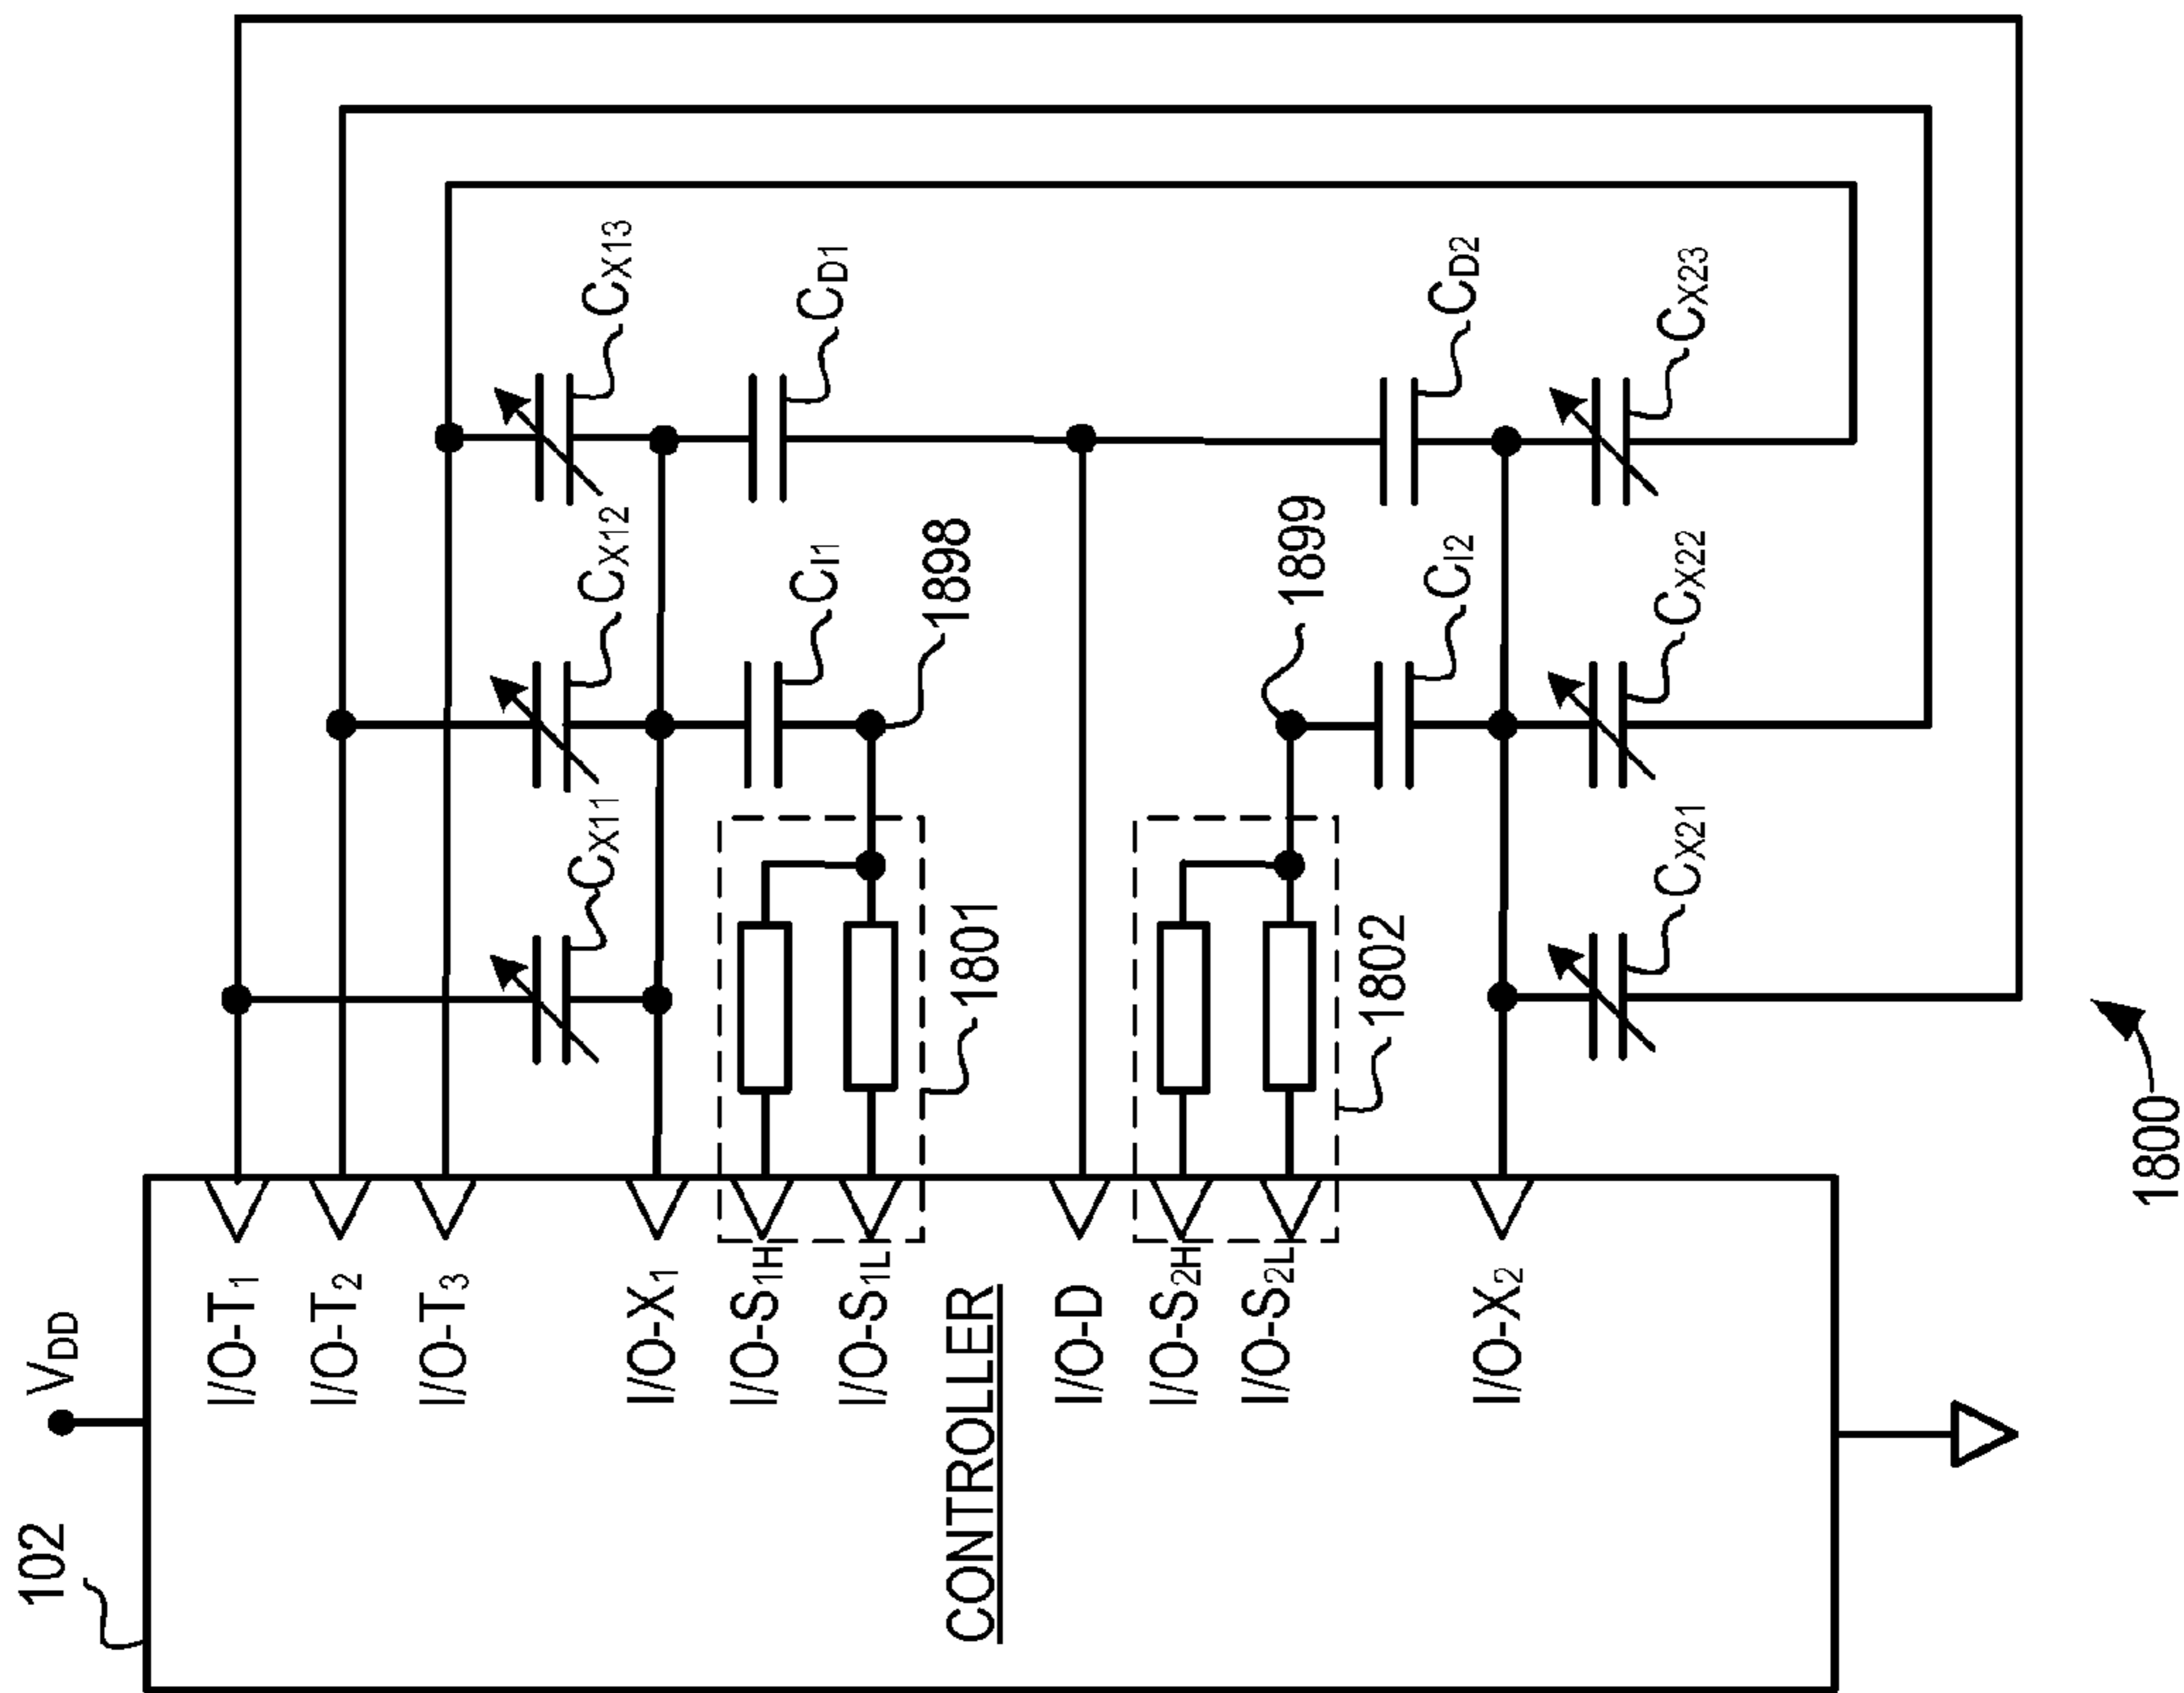 102
V_DD
I/O-T1
I/O-T2
I/O-T3
I/O-X1
I/O-S1H
I/O-S1L
I/O-D
I/O-S2H
I/O-S2L
I/O-X2
CONTROLLER
CX11
CX12
CX13
CI1
CD1
1898
1801
1899
CI2
CD2
1802
CX21
CX22
CX23
1800